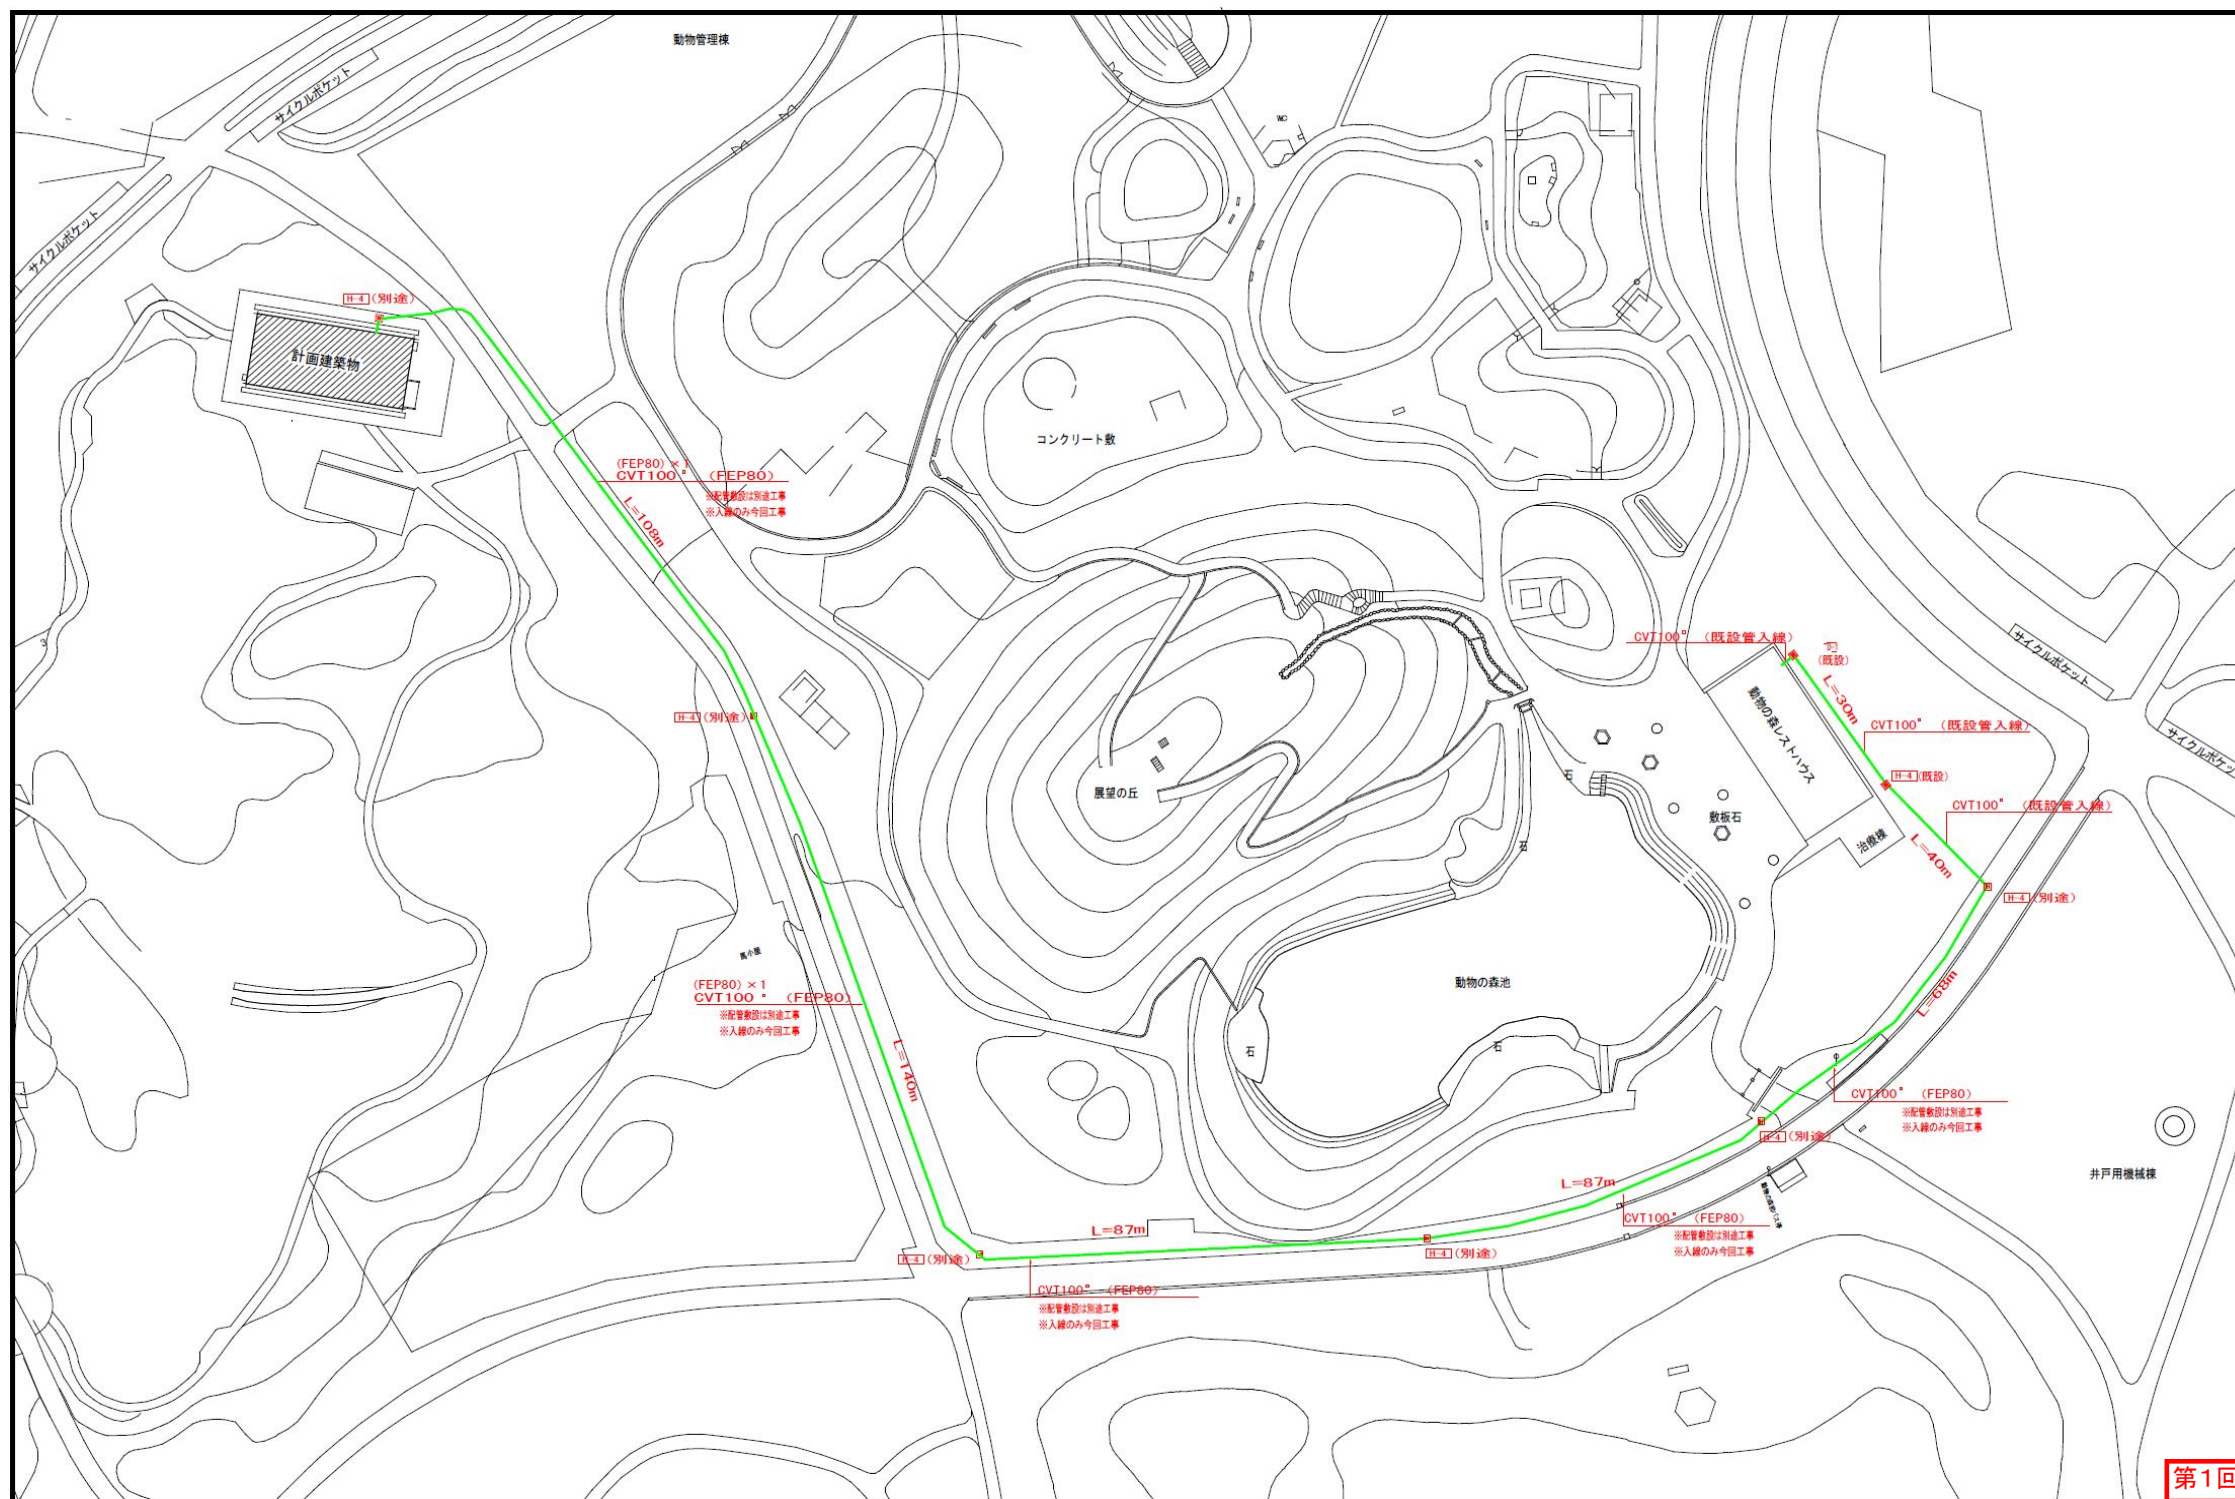 動物管理棟
サイクルポケット
WC
サイクルポケット
H-4 (別途)
計画建築物
コンクリート敷
(FEP80) × 1
CVT100° (FEP80)
※配管敷設は別途工事
※入線のみ今回工事
L=108m
CVT100° (既設管入線)
(既設)
サイクルポケット
L=30m
動物の森レストハウス
CVT100° (既設管入線)
サイクルポケッ
H-4 (別途)
石
H-4 (既設)
展望の丘
CVT100° (既設管入線)
敷板石
治療棟
石
L=40m
H-4 (別途)
馬小屋
(FEP80) × 1
CVT100 ° (FEP80)
※配管敷設は別途工事
※入線のみ今回工事
動物の森池
L=68m
L=140m
石
石
CVT100° (FEP80)
※配管敷設は別途工事
※入線のみ今回工事
H-4 (別途)
井戸用機械棟
L=87m
CVT100° (FEP80)
※配管敷設は別途工事
※入線のみ今回工事
L=87m
H-4 (別途)
H-4 (別途)
CVT100° (FEP80)
※配管敷設は別途工事
※入線のみ今回工事
第1回